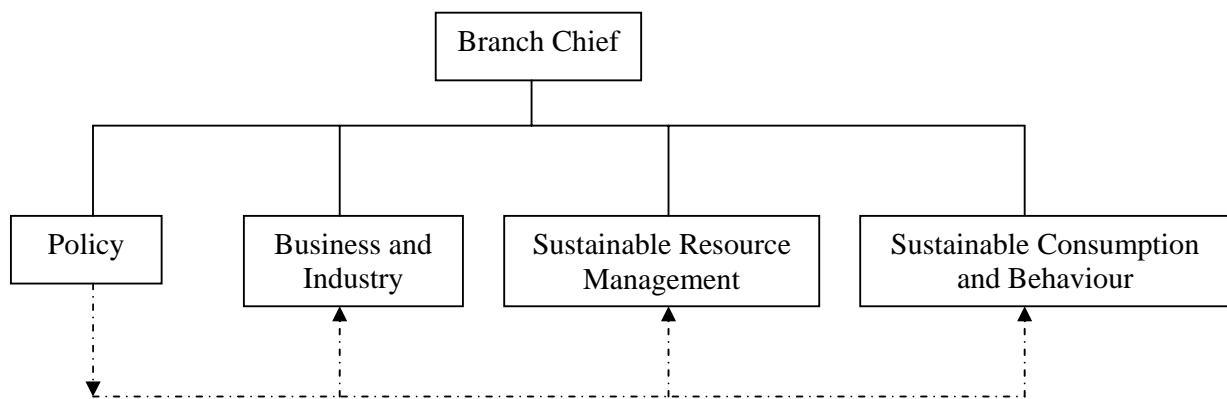 Branch Chief
Policy
Business and
Industry
Sustainable Resource
Management
Sustainable Consumption
and Behaviour